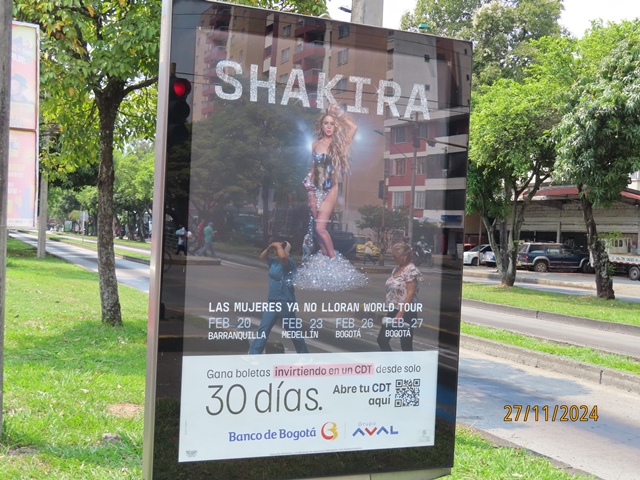 SHAKIRA
LAS MUJERES YA NO LLORAN WORLD TOUR
FEB 20 FEB 23 FEB 26 FEB 27
BARRANQUILLA MEDELLÍN BOGOTÁ BOGOTÁ
Gana boletas invirtiendo en un CDT desde solo
30 días.
Abre tu CDT
aquí
Banco de Bogotá
Grupo
AVAL
27/11/2024